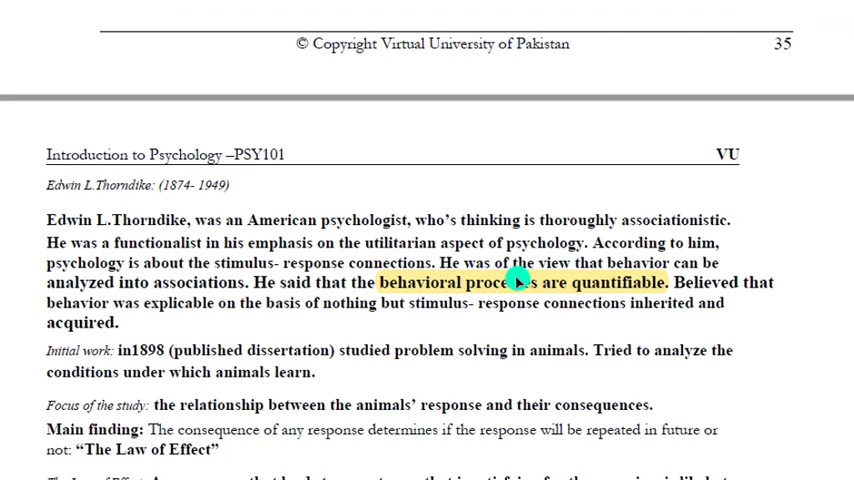 © Copyright Virtual University of Pakistan 35
Introduction to Psychology –PSY101 VU
Edwin L.Thorndike: (1874- 1949)
Edwin L.Thorndike, was an American psychologist, who's thinking is thoroughly associationistic.
He was a functionalist in his emphasis on the utilitarian aspect of psychology. According to him,
psychology is about the stimulus- response connections. He was of the view that behavior can be
analyzed into associations. He said that the behavioral processes are quantifiable. Believed that
behavior was explicable on the basis of nothing but stimulus- response connections inherited and
acquired.
Initial work: in1898 (published dissertation) studied problem solving in animals. Tried to analyze the
conditions under which animals learn.
Focus of the study: the relationship between the animals' response and their consequences.
Main finding: The consequence of any response determines if the response will be repeated in future or
not: “The Law of Effect”